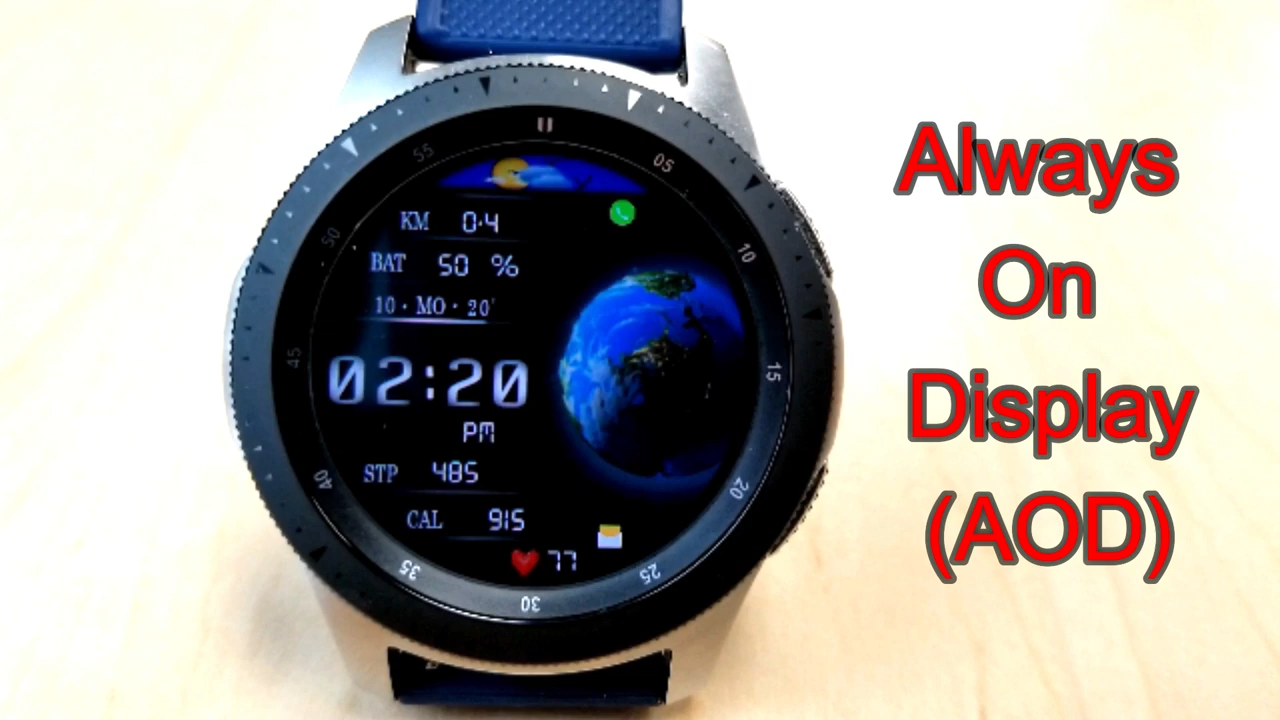 KM 0.4
BAT 50 %
10 · MO · 20'
02:20
PM
STP 485
CAL 915
77
05
10
15
20
25
30
35
40
45
50
55
Always
On
Display
(AOD)